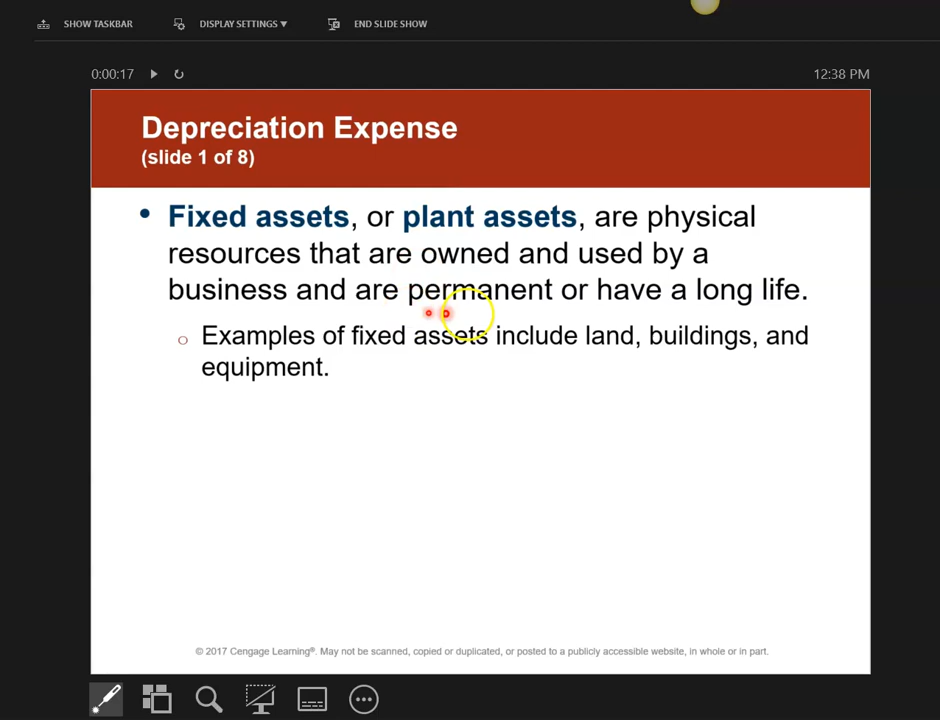 SHOW TASKBAR DISPLAY SETTINGS ▼ END SLIDE SHOW
0:00:17 12:38 PM
Depreciation Expense
(slide 1 of 8)
• Fixed assets, or plant assets, are physical
resources that are owned and used by a
business and are permanent or have a long life.
o Examples of fixed assets include land, buildings, and
equipment.
© 2017 Cengage Learning®. May not be scanned, copied or duplicated, or posted to a publicly accessible website, in whole or in part.